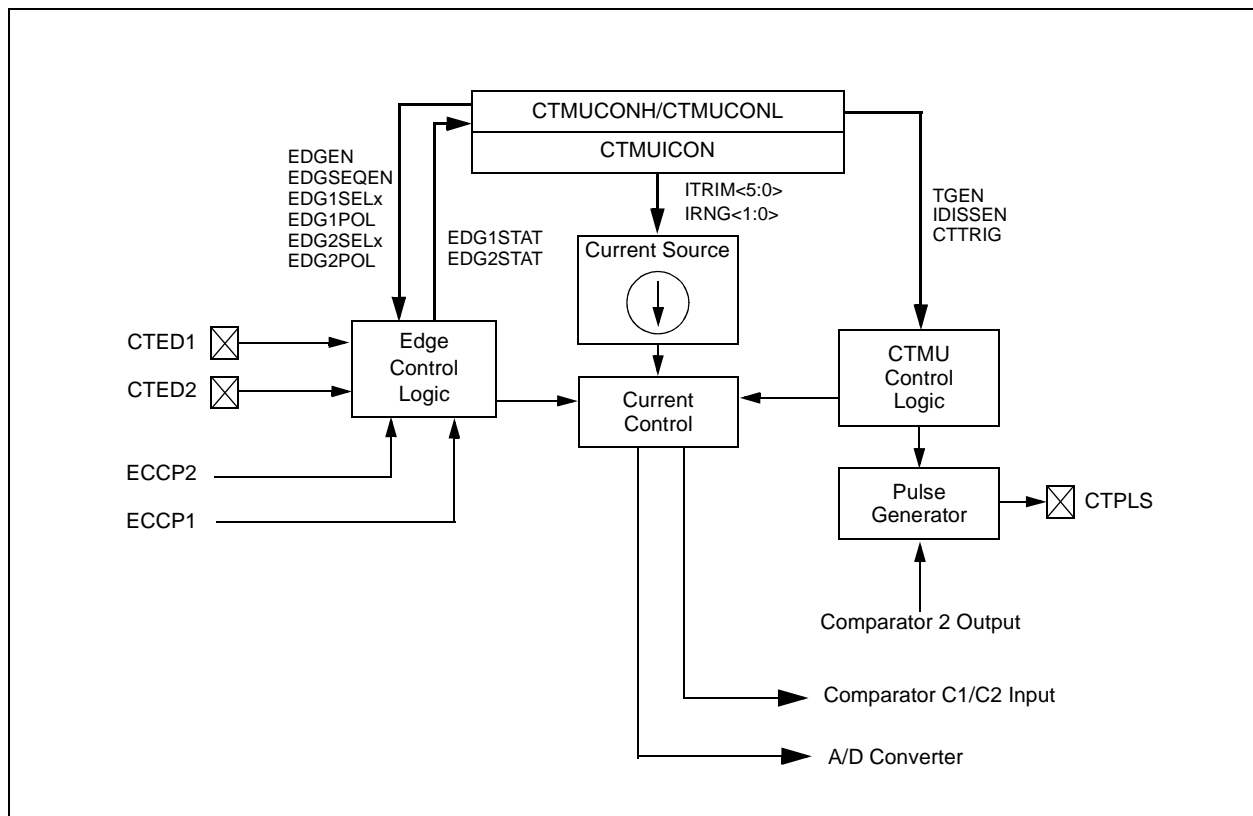 CTMUCONH/CTMUCONL
CTMUICON
EDGEN
EDGSEQEN
EDG1SELx
EDG1POL
EDG2SELx
EDG2POL
EDG1STAT
EDG2STAT
ITRIM<5:0>
IRNG<1:0>
TGEN
IDISSEN
CTTRIG
Current Source
CTED1
CTED2
Edge
Control
Logic
Current
Control
CTMU
Control
Logic
ECCP2
ECCP1
Pulse
Generator
CTPLS
Comparator 2 Output
Comparator C1/C2 Input
A/D Converter